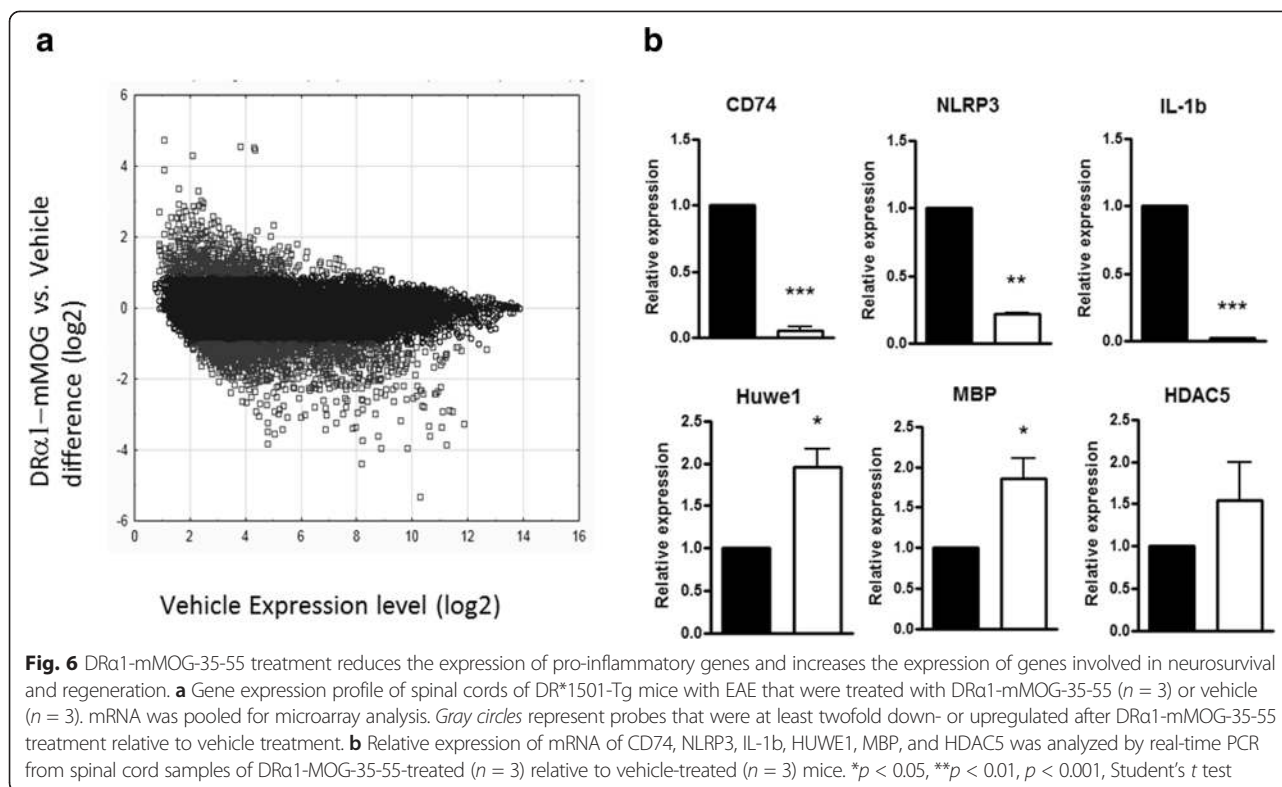 a
b
6
4
2
0
-2
-4
-6
0
2
4
6
8
10
12
14
16
DRα1–mMOG vs. Vehicle
difference (log2)
Vehicle Expression level (log2)
CD74
Relative expression
1.5
1.0
0.5
0.0
***
NLRP3
Relative expression
1.5
1.0
0.5
0.0
**
IL-1b
Relative expression
1.5
1.0
0.5
0.0
***
Huwe1
Relative expression
2.5
2.0
1.5
1.0
0.5
0.0
*
MBP
Relative expression
2.5
2.0
1.5
1.0
0.5
0.0
*
HDAC5
Relative expression
2.5
2.0
1.5
1.0
0.5
0.0
Fig. 6 DRα1-mMOG-35-55 treatment reduces the expression of pro-inflammatory genes and increases the expression of genes involved in neurosurvival
and regeneration. a Gene expression profile of spinal cords of DR*1501-Tg mice with EAE that were treated with DRα1-mMOG-35-55 (n = 3) or vehicle
(n = 3). mRNA was pooled for microarray analysis. Gray circles represent probes that were at least twofold down- or upregulated after DRα1-mMOG-35-55
treatment relative to vehicle treatment. b Relative expression of mRNA of CD74, NLRP3, IL-1b, HUWE1, MBP, and HDAC5 was analyzed by real-time PCR
from spinal cord samples of DRα1-MOG-35-55-treated (n = 3) relative to vehicle-treated (n = 3) mice. *p < 0.05, **p < 0.01, p < 0.001, Student's t test